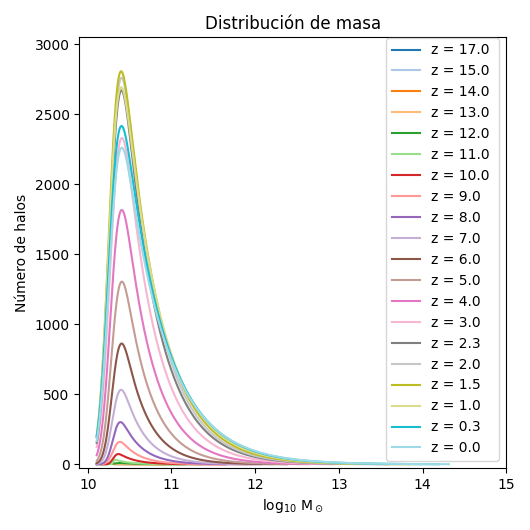 Distribución de masa
Número de halos
3000
2500
2000
1500
1000
500
0
10
11
12
13
14
15
log₁₀ M⊙
z = 17.0
z = 15.0
z = 14.0
z = 13.0
z = 12.0
z = 11.0
z = 10.0
z = 9.0
z = 8.0
z = 7.0
z = 6.0
z = 5.0
z = 4.0
z = 3.0
z = 2.3
z = 2.0
z = 1.5
z = 1.0
z = 0.3
z = 0.0